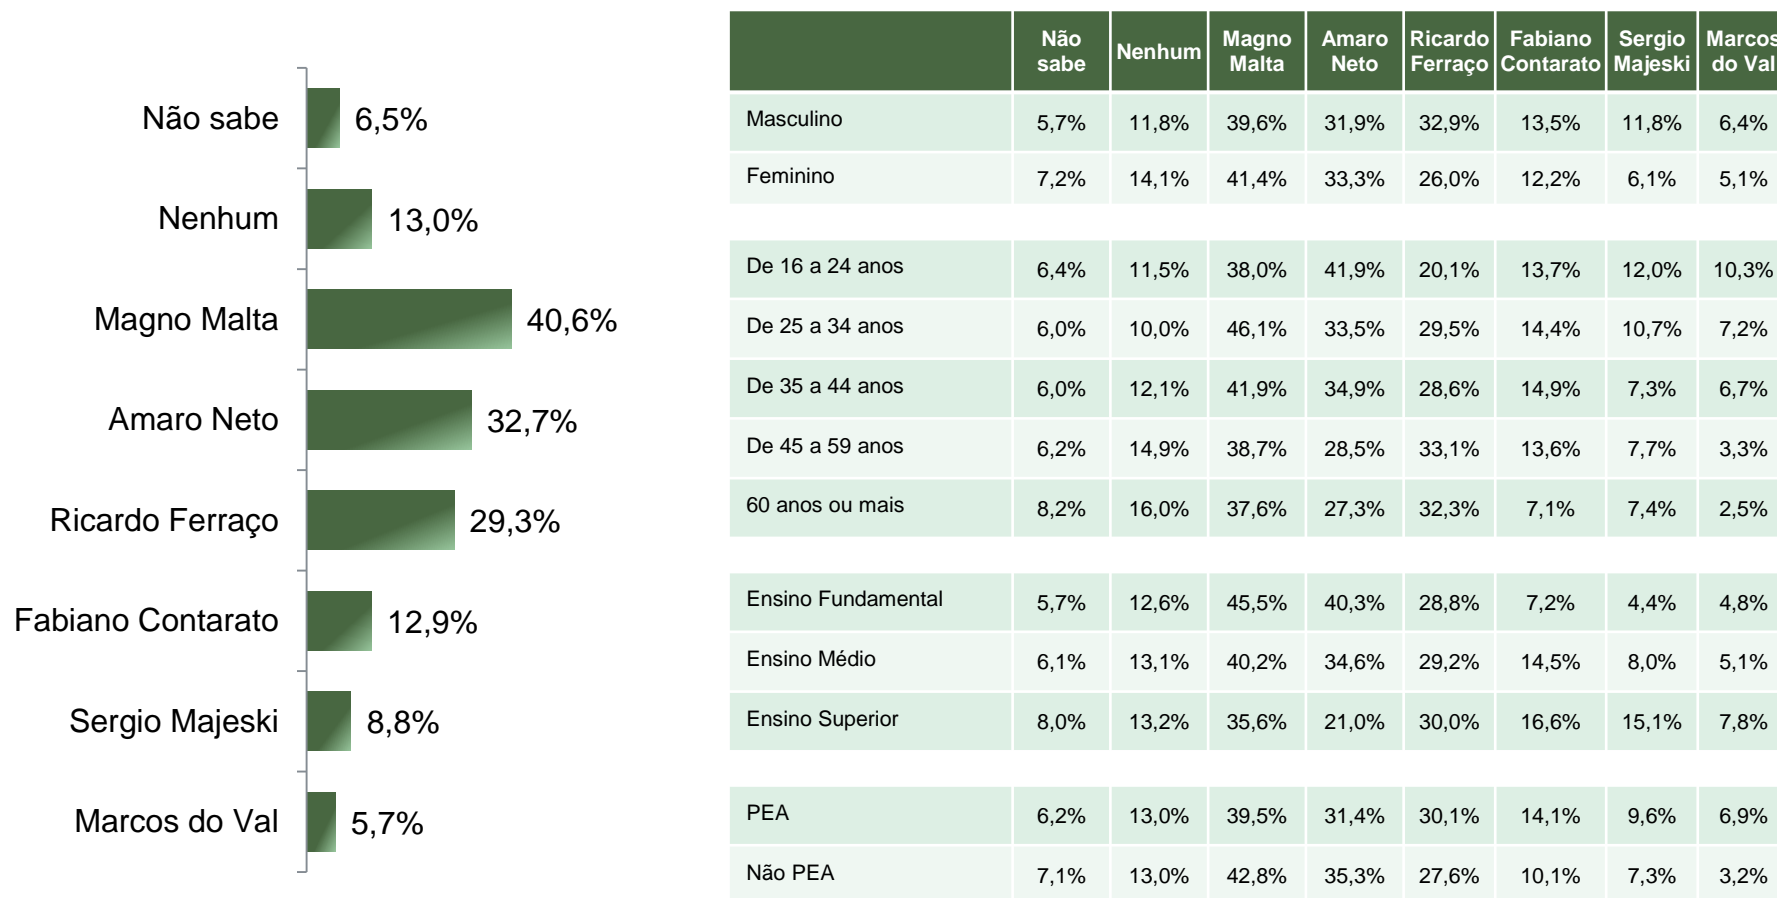 Não sabe 6,5%
Nenhum 13,0%
Magno Malta 40,6%
Amaro Neto 32,7%
Ricardo Ferraço 29,3%
Fabiano Contarato 12,9%
Sergio Majeski 8,8%
Marcos do Val 5,7%
Não sabe Nenhum Magno Malta Amaro Neto Ricardo Ferraço Fabiano Contarato Sergio Majeski Marcos do Val
Masculino 5,7% 11,8% 39,6% 31,9% 32,9% 13,5% 11,8% 6,4%
Feminino 7,2% 14,1% 41,4% 33,3% 26,0% 12,2% 6,1% 5,1%
De 16 a 24 anos 6,4% 11,5% 38,0% 41,9% 20,1% 13,7% 12,0% 10,3%
De 25 a 34 anos 6,0% 10,0% 46,1% 33,5% 29,5% 14,4% 10,7% 7,2%
De 35 a 44 anos 6,0% 12,1% 41,9% 34,9% 28,6% 14,9% 7,3% 6,7%
De 45 a 59 anos 6,2% 14,9% 38,7% 28,5% 33,1% 13,6% 7,7% 3,3%
60 anos ou mais 8,2% 16,0% 37,6% 27,3% 32,3% 7,1% 7,4% 2,5%
Ensino Fundamental 5,7% 12,6% 45,5% 40,3% 28,8% 7,2% 4,4% 4,8%
Ensino Médio 6,1% 13,1% 40,2% 34,6% 29,2% 14,5% 8,0% 5,1%
Ensino Superior 8,0% 13,2% 35,6% 21,0% 30,0% 16,6% 15,1% 7,8%
PEA 6,2% 13,0% 39,5% 31,4% 30,1% 14,1% 9,6% 6,9%
Não PEA 7,1% 13,0% 42,8% 35,3% 27,6% 10,1% 7,3% 3,2%